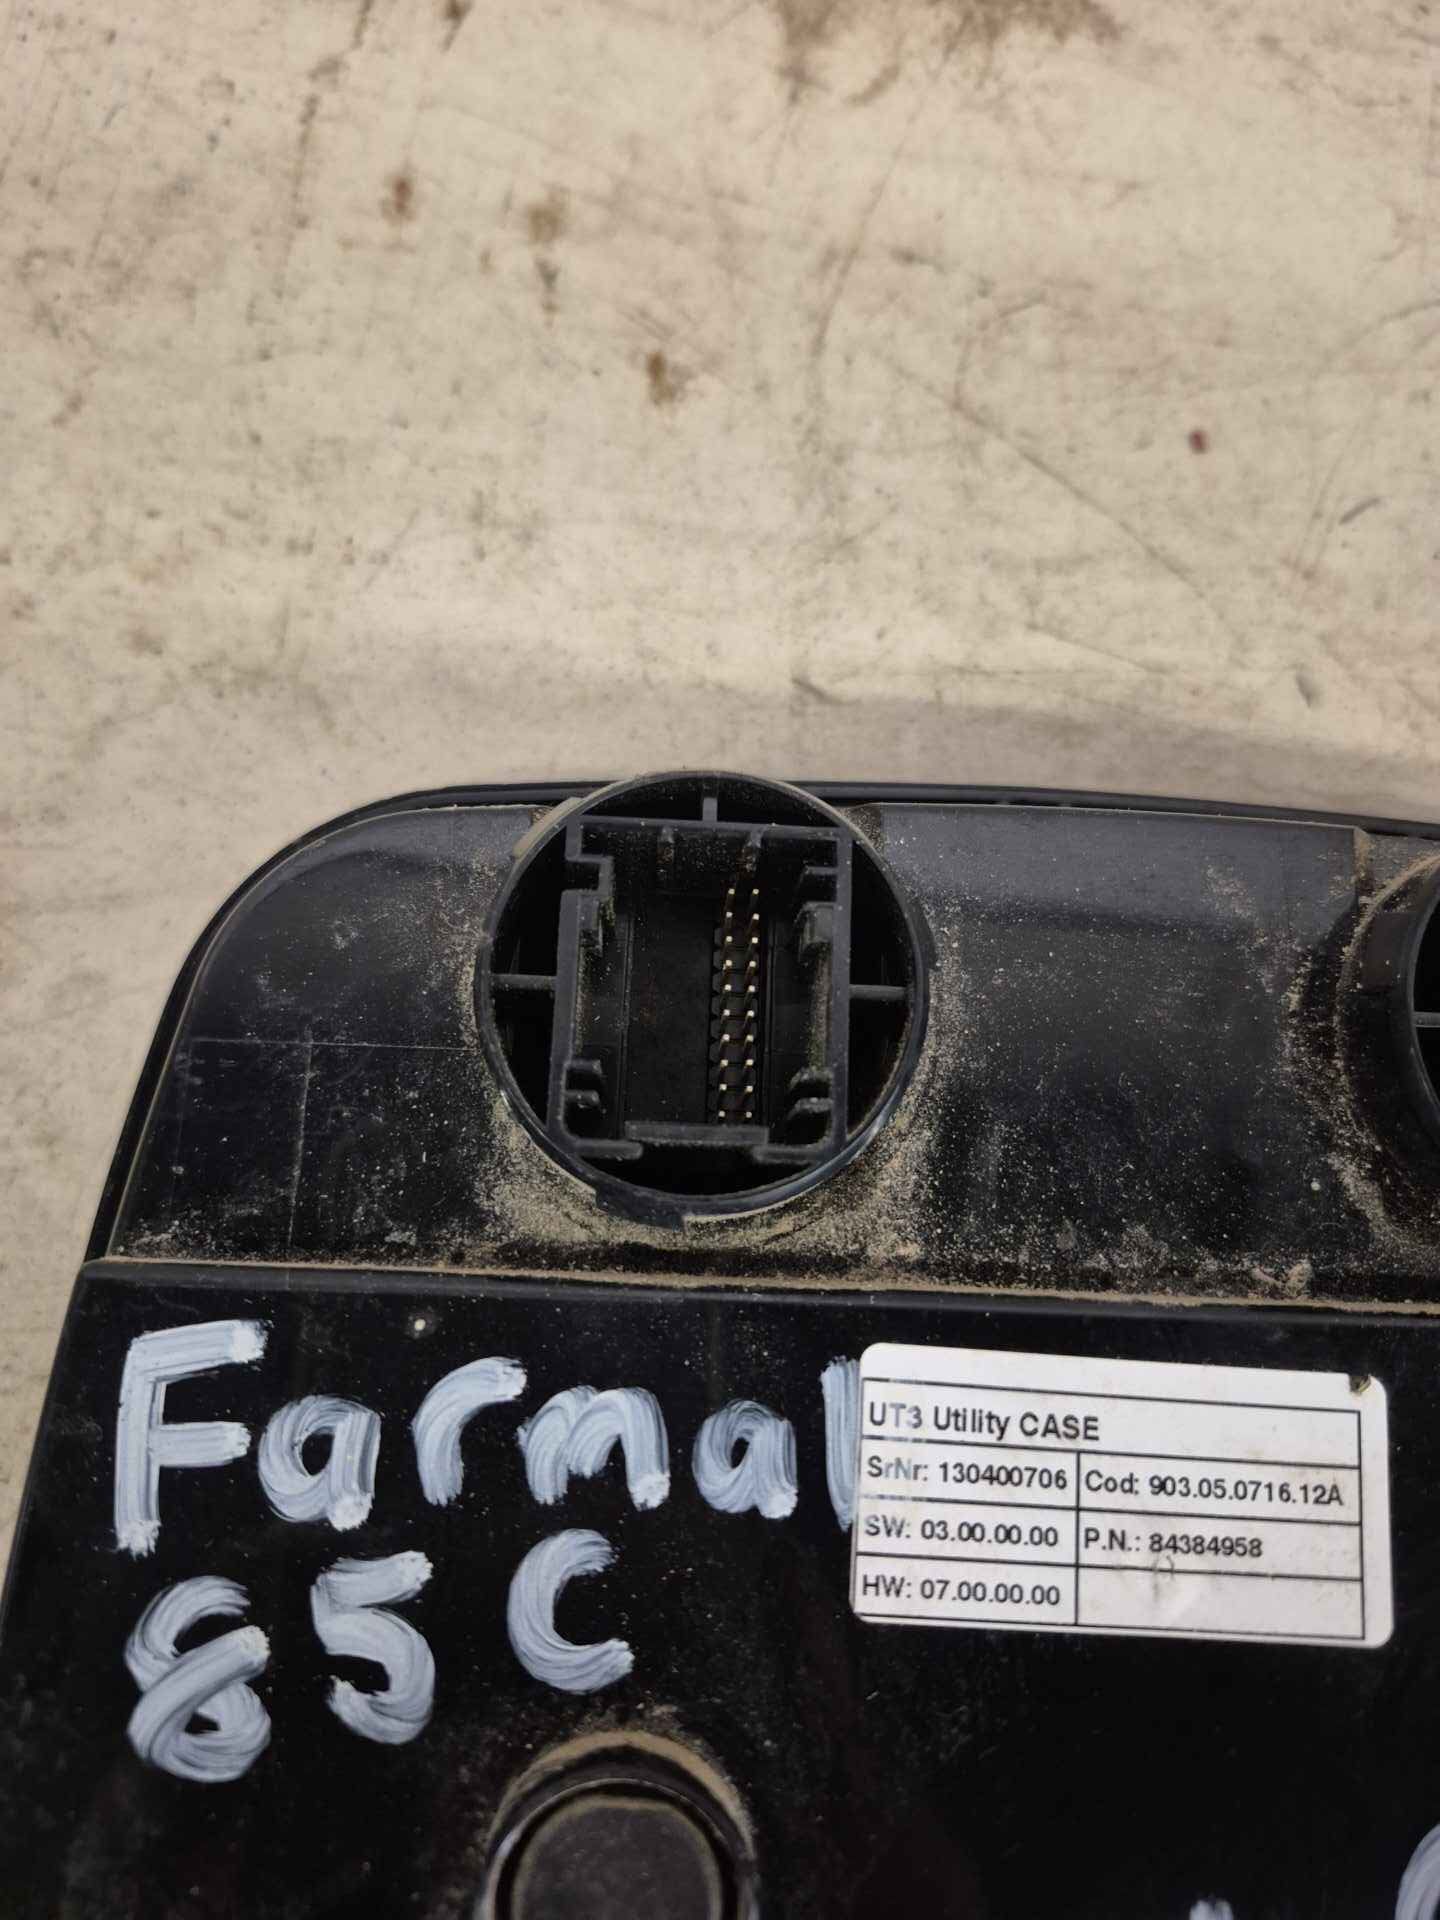 Farmal
85 C
UT3 Utility CASE
SrNr: 130400706 Cod: 903.05.0716.12A
SW: 03.00.00.00 P.N.: 84384958
HW: 07.00.00.00